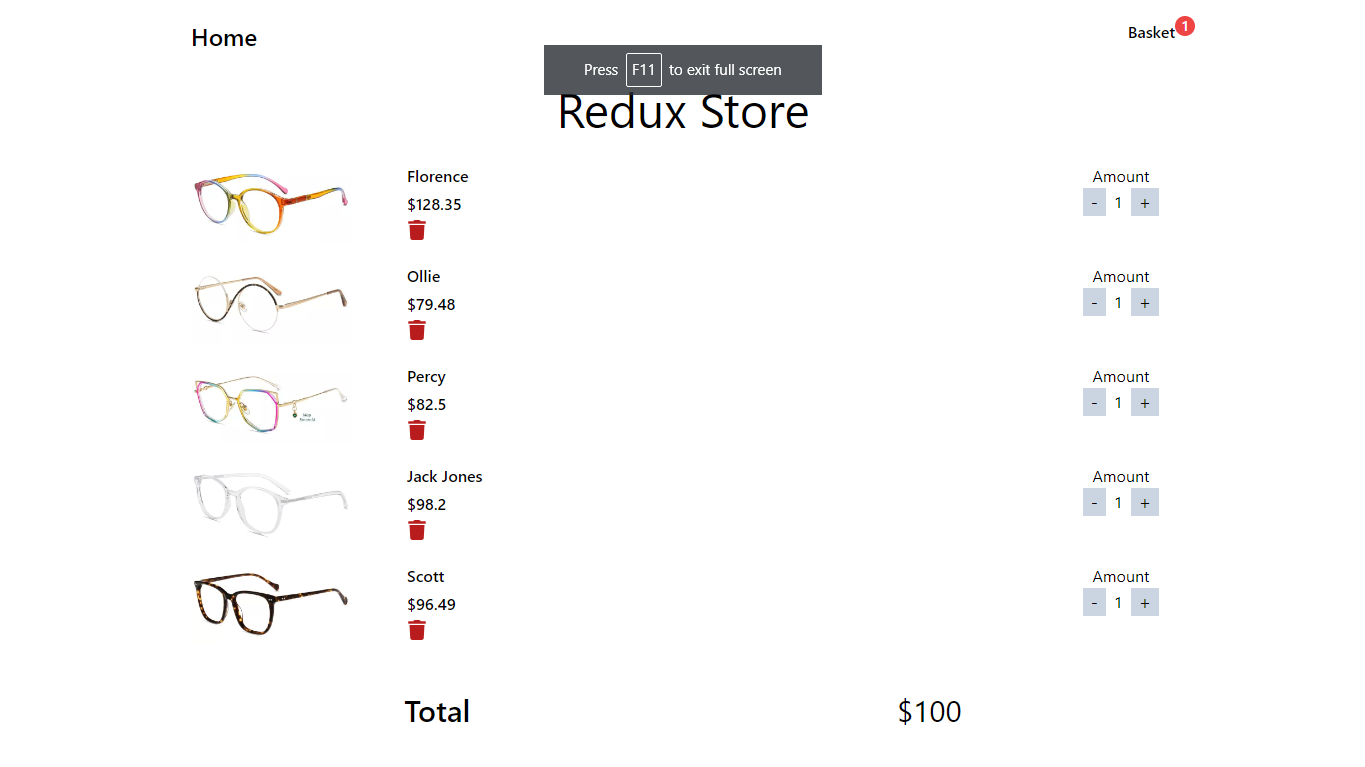 Home
Basket 1
Press F11 to exit full screen
Redux Store
Florence
Amount
$128.35
- 1 +
Ollie
Amount
$79.48
- 1 +
Percy
Amount
$82.5
- 1 +
Jack Jones
Amount
$98.2
- 1 +
Scott
Amount
$96.49
- 1 +
Total
$100